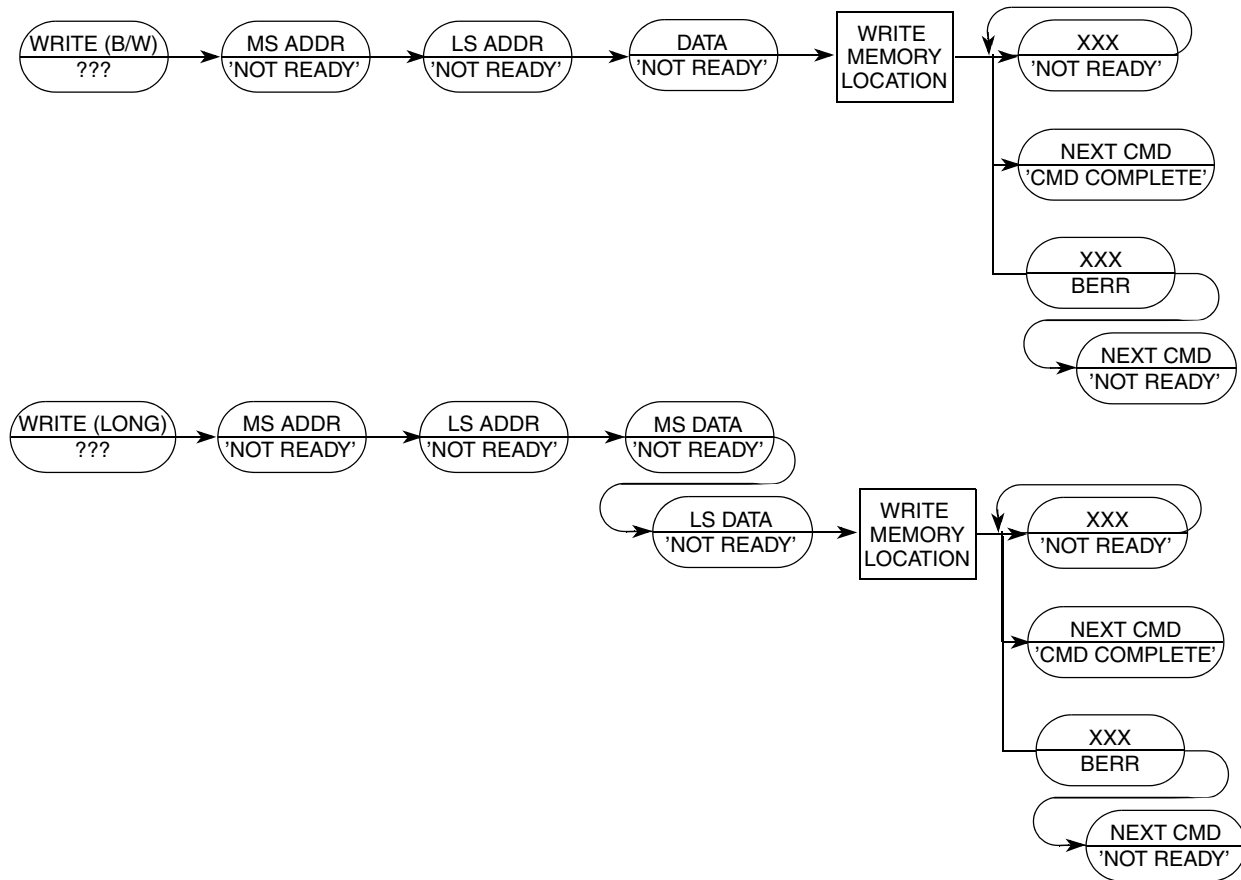 WRITE (B/W)
???
MS ADDR
'NOT READY'
LS ADDR
'NOT READY'
DATA
'NOT READY'
WRITE
MEMORY
LOCATION
XXX
'NOT READY'
NEXT CMD
'CMD COMPLETE'
XXX
BERR
NEXT CMD
'NOT READY'
WRITE (LONG)
???
MS ADDR
'NOT READY'
LS ADDR
'NOT READY'
MS DATA
'NOT READY'
LS DATA
'NOT READY'
WRITE
MEMORY
LOCATION
XXX
'NOT READY'
NEXT CMD
'CMD COMPLETE'
XXX
BERR
NEXT CMD
'NOT READY'